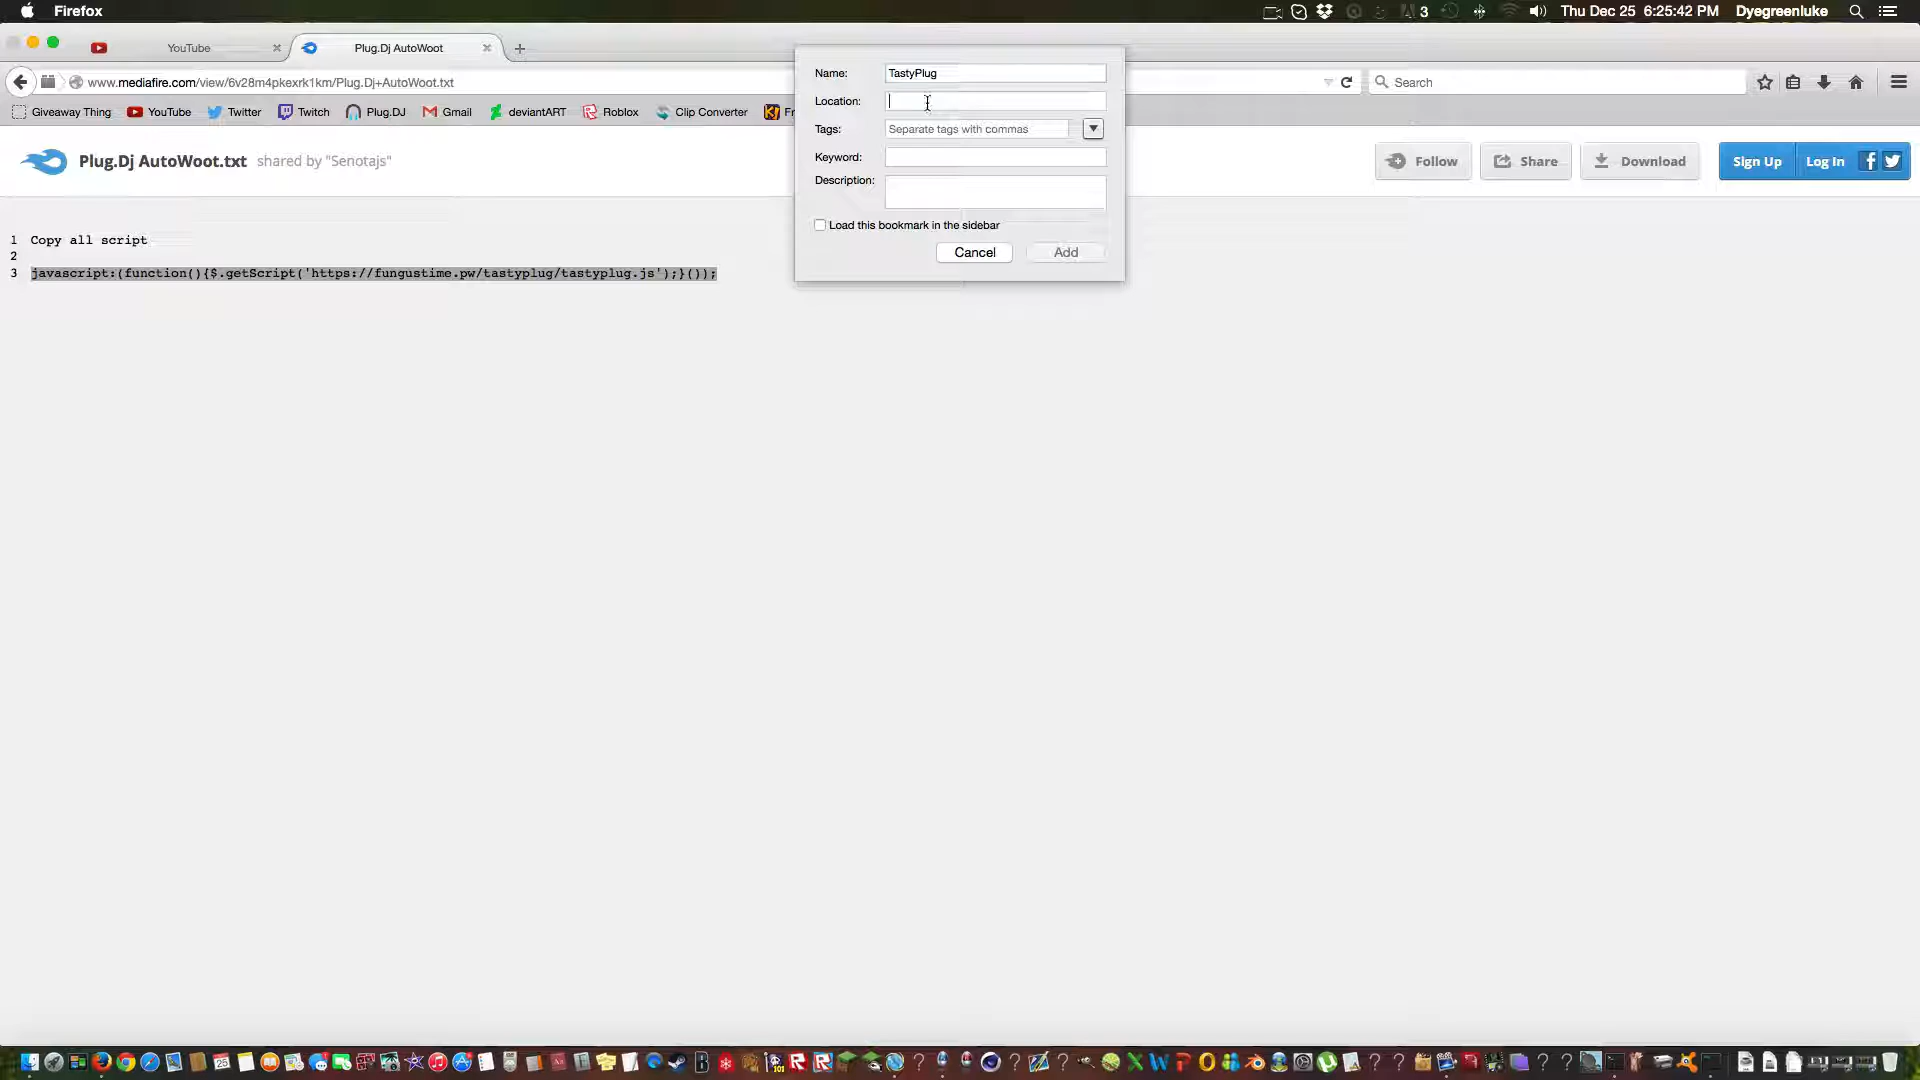 Firefox
3
Thu Dec 25 6:25:42 PM Dyegreenluke
YouTube
Plug.Dj AutoWoot
www.mediafire.com/view/6v28m4pkexrk1km/Plug.Dj+AutoWoot.txt
Search
Giveaway Thing YouTube Twitter Twitch Plug.DJ Gmail deviantART Roblox Clip Converter Fr
Name: TastyPlug
Location:
Tags: Separate tags with commas
Keyword:
Description:
Load this bookmark in the sidebar
Cancel Add
Plug.Dj AutoWoot.txt shared by "Senotajs"
Follow Share Download Sign Up Log In
1 Copy all script
2
3 javascript:(function(){$.getScript('https://fungustime.pw/tastyplug/tastyplug.js');}());